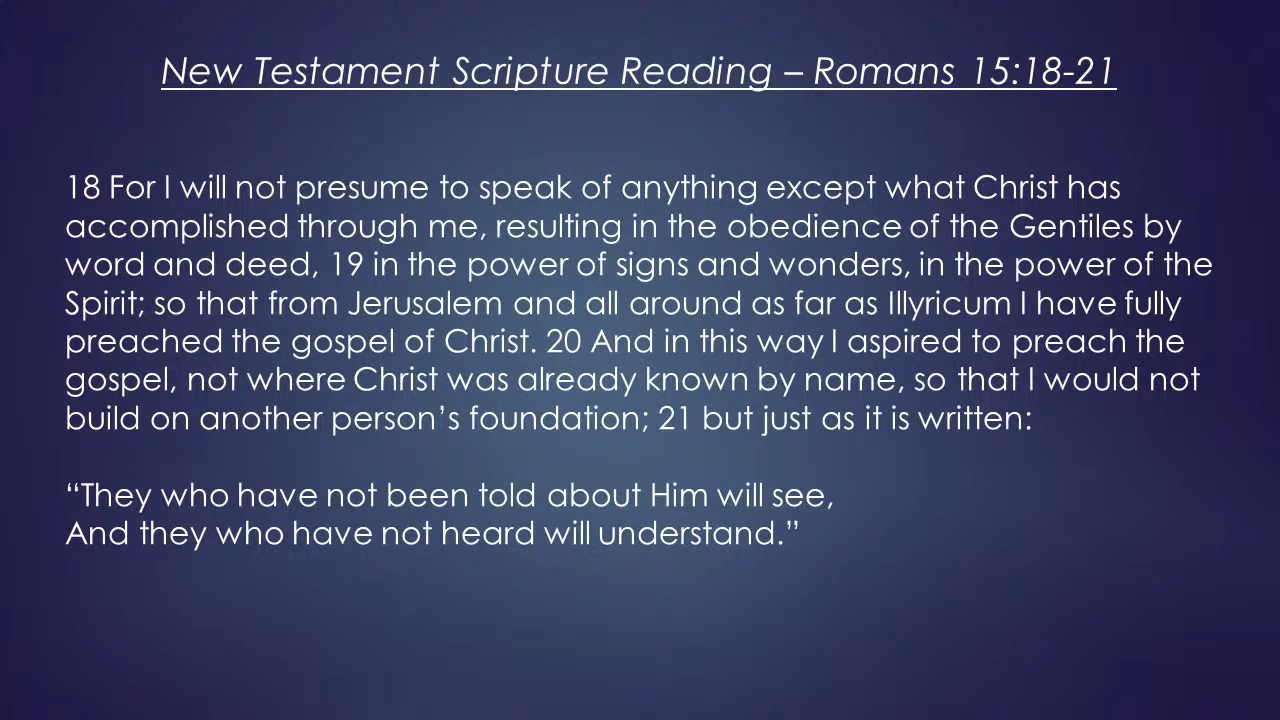 New Testament Scripture Reading – Romans 15:18-21
18 For I will not presume to speak of anything except what Christ has
accomplished through me, resulting in the obedience of the Gentiles by
word and deed, 19 in the power of signs and wonders, in the power of the
Spirit; so that from Jerusalem and all around as far as Illyricum I have fully
preached the gospel of Christ. 20 And in this way I aspired to preach the
gospel, not where Christ was already known by name, so that I would not
build on another person’s foundation; 21 but just as it is written:
“They who have not been told about Him will see,
And they who have not heard will understand.”